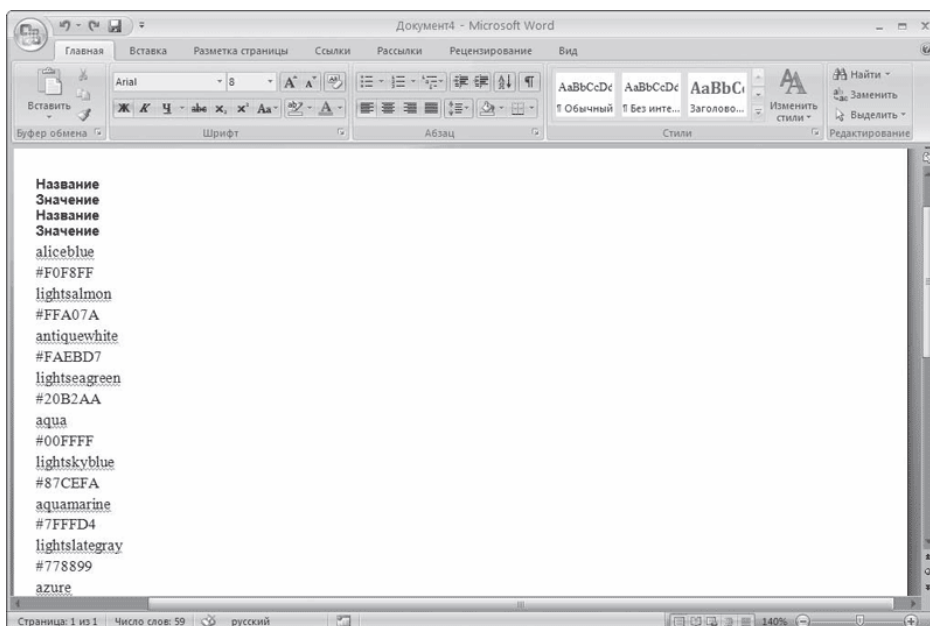 Документ4 - Microsoft Word
Главная Вставка Разметка страницы Ссылки Рассылки Рецензирование Вид
Вставить
Буфер обмена
Arial 8
Ж К Ч abc x, x² Aa
Шрифт
Абзац
AaBbCcDc AaBbCcDc AaBbC
¶ Обычный ¶ Без инте... Заголово...
Изменить
стили
Стили
Найти
Заменить
Выделить
Редактирование
Название
Значение
Название
Значение
aliceblue
#F0F8FF
lightsalmon
#FFA07A
antiquewhite
#FAEBD7
lightseagreen
#20B2AA
aqua
#00FFFF
lightskyblue
#87CEFA
aquamarine
#7FFFD4
lightslategray
#778899
azure
Страница: 1 из 1 Число слов: 59 русский 140%